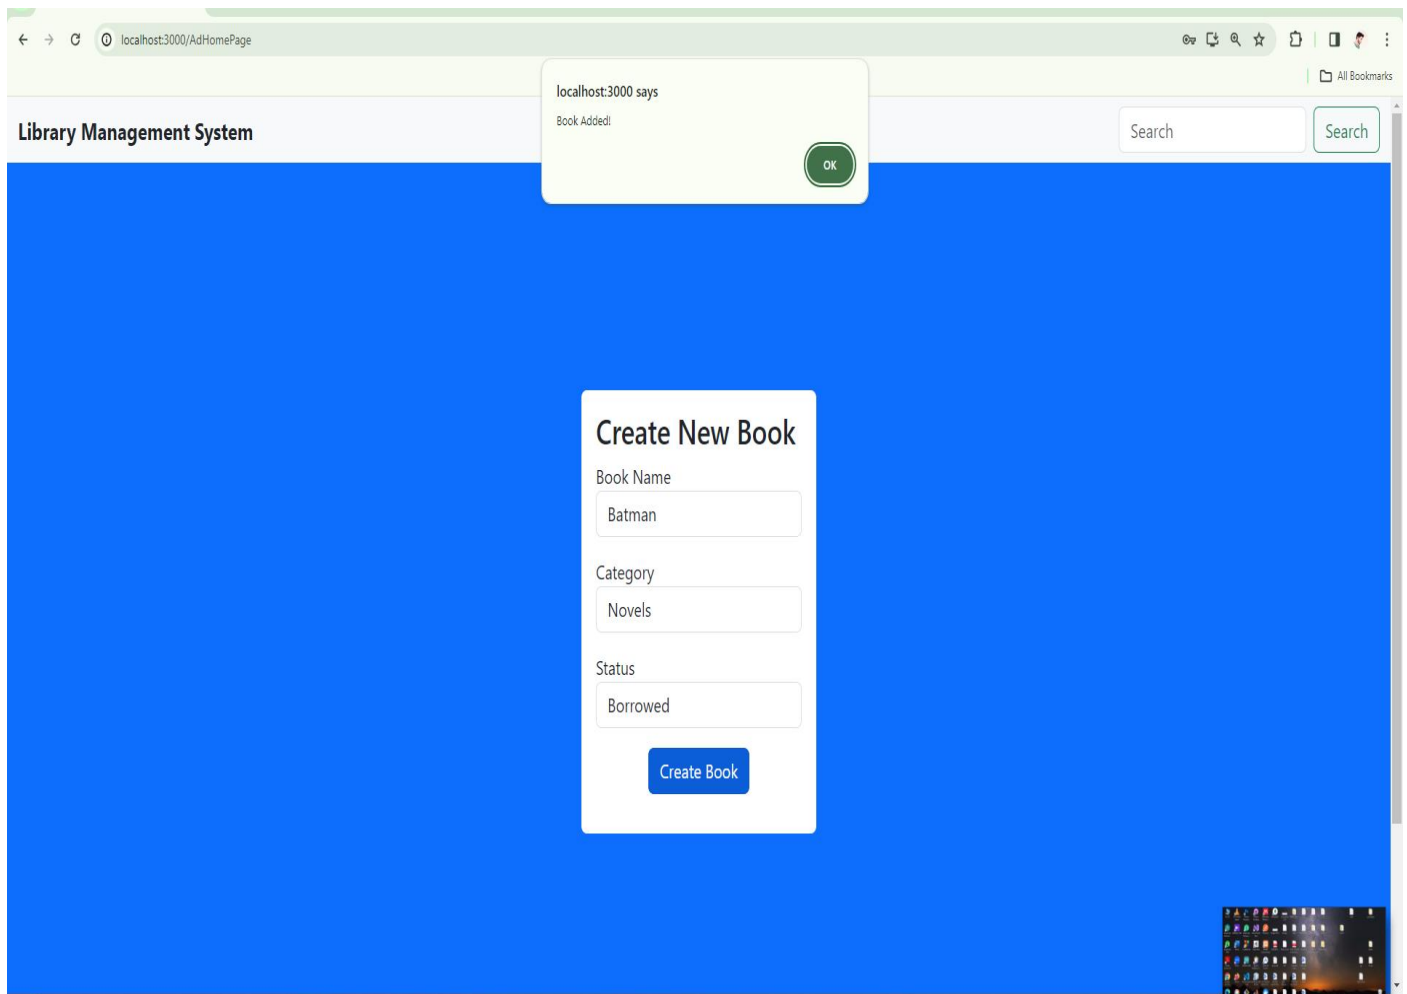 localhost:3000/AdHomePage
All Bookmarks
localhost:3000 says
Book Added!
OK
Library Management System
Search
Search
Create New Book
Book Name
Batman
Category
Novels
Status
Borrowed
Create Book